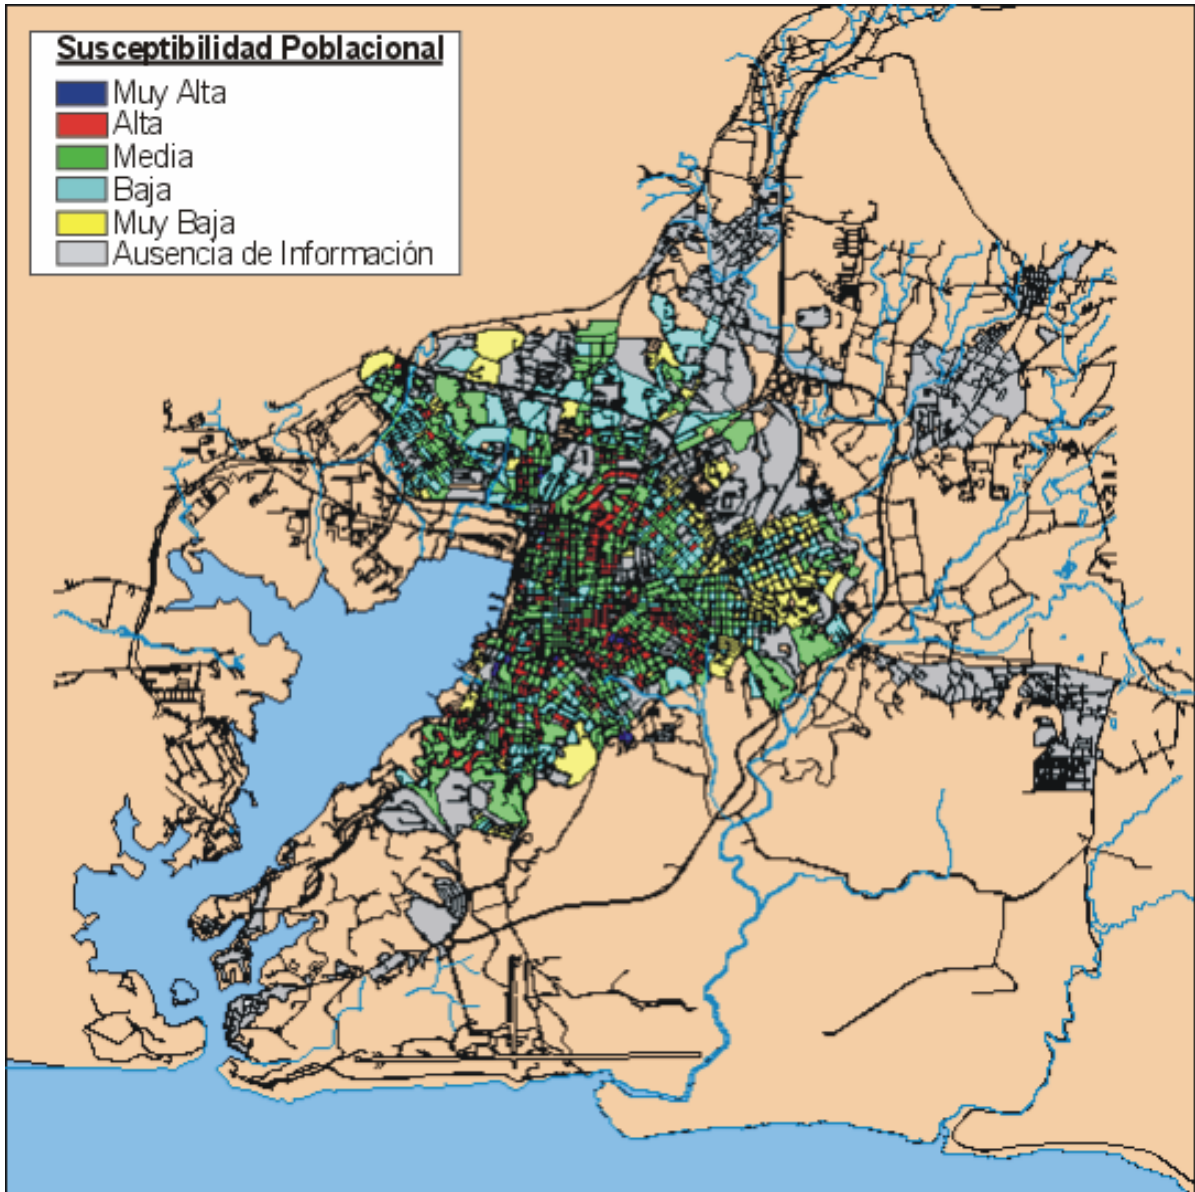 Susceptibilidad Poblacional
Muy Alta
Alta
Media
Baja
Muy Baja
Ausencia de Información